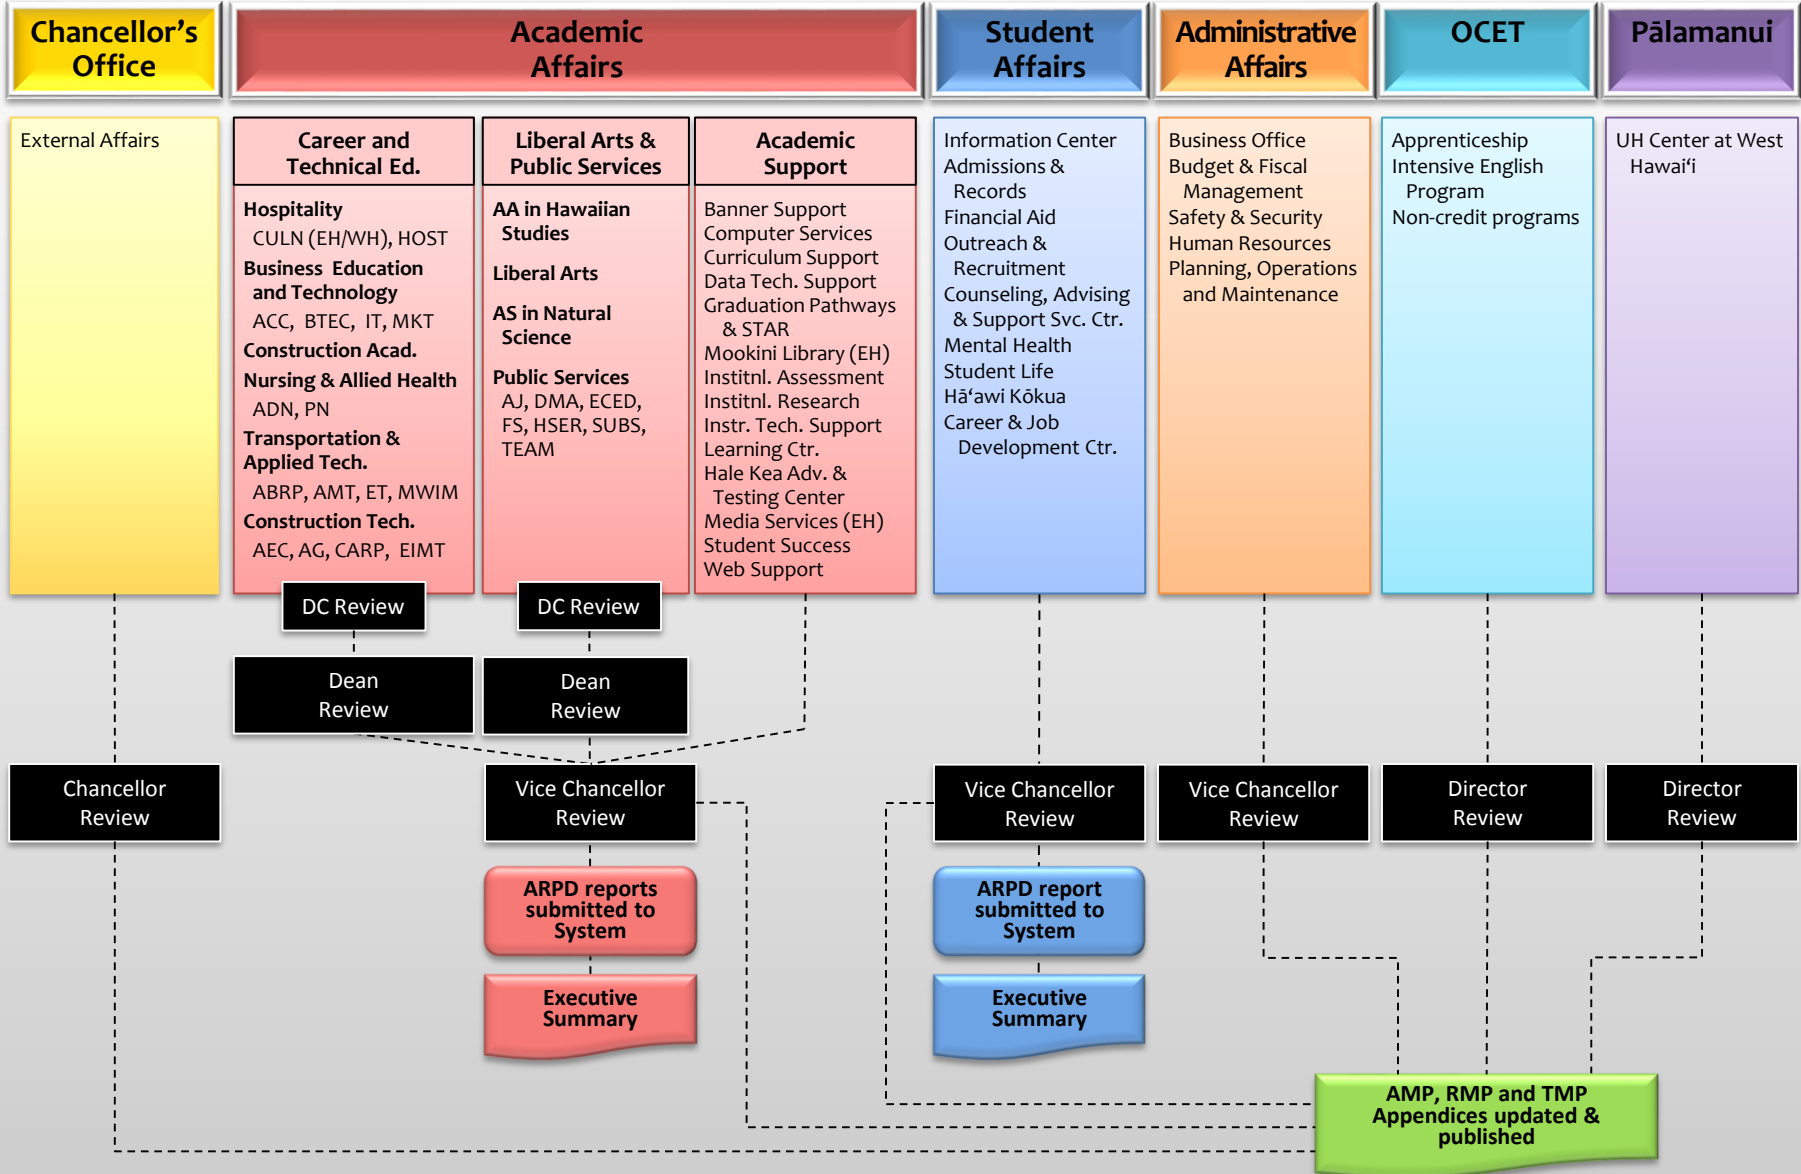 Chancellor's
Office
Academic
Affairs
Student
Affairs
Administrative
Affairs
OCET
Pālamanui
External Affairs
Career and
Technical Ed.
Hospitality
CULN (EH/WH), HOST
Business Education
and Technology
ACC, BTEC, IT, MKT
Construction Acad.
Nursing & Allied Health
ADN, PN
Transportation &
Applied Tech.
ABRP, AMT, ET, MWIM
Construction Tech.
AEC, AG, CARP, EIMT
Liberal Arts &
Public Services
AA in Hawaiian
Studies
Liberal Arts
AS in Natural
Science
Public Services
AJ, DMA, ECED,
FS, HSER, SUBS,
TEAM
Academic
Support
Banner Support
Computer Services
Curriculum Support
Data Tech. Support
Graduation Pathways
& STAR
Mookini Library (EH)
Institnl. Assessment
Institnl. Research
Instr. Tech. Support
Learning Ctr.
Hale Kea Adv. &
Testing Center
Media Services (EH)
Student Success
Web Support
Information Center
Admissions &
Records
Financial Aid
Outreach &
Recruitment
Counseling, Advising
& Support Svc. Ctr.
Mental Health
Student Life
Hā‘awi Kōkua
Career & Job
Development Ctr.
Business Office
Budget & Fiscal
Management
Safety & Security
Human Resources
Planning, Operations
and Maintenance
Apprenticeship
Intensive English
Program
Non-credit programs
UH Center at West
Hawai‘i
DC Review
DC Review
Dean
Review
Dean
Review
Chancellor
Review
Vice Chancellor
Review
Vice Chancellor
Review
Vice Chancellor
Review
Director
Review
Director
Review
ARPD reports
submitted to
System
ARPD report
submitted to
System
Executive
Summary
Executive
Summary
AMP, RMP and TMP
Appendices updated &
published